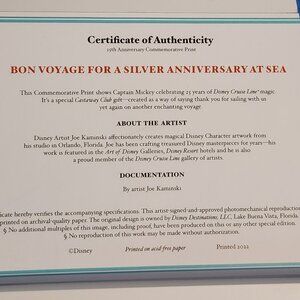 Certificate of Authenticity
25th Anniversary Commemorative Print
BON VOYAGE FOR A SILVER ANNIVERSARY AT SEA
This Commemorative Print shows Captain Mickey celebrating 25 years of Disney Cruise Line® magic.
It's a special Castaway Club gift—created as a way of saying thank you for sailing with us
yet again on another enchanting voyage
ABOUT THE ARTIST
Disney Artist Joe Kaminski affectionately creates magical Disney Character artwork from
his studio in Orlando, Florida. Joe has been crafting treasured Disney masterpieces for years—his
work is featured in the Art of Disney Galleries, Disney Resort hotels and he is also
a proud member of the Disney Cruise Line gallery of artists.
DOCUMENTATION
By artist Joe Kaminski
icate hereby verifies the accompanying specifications. This artist-signed-and-approved photomechanical reproduction
printed on archival-quality paper. The original design is owned by Disney Destinations, LLC, Lake Buena Vista, Florida.
§ No additional multiples of this image, including proof, have been produced on this or any other special edition.
§ No reproduction of this work may be made without authorization.
©Disney Printed on acid free paper Printed 2022